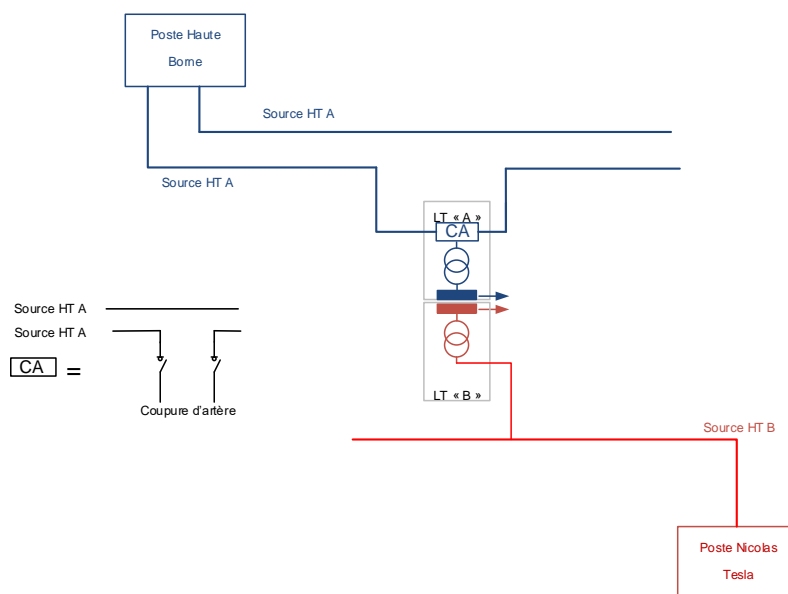 Poste Haute
Borne
Source HT A
Source HT A
LT « A »
CA
Source HT A
Source HT A
CA =
Coupure d'artère
LT « B »
Source HT B
Poste Nicolas
Tesla